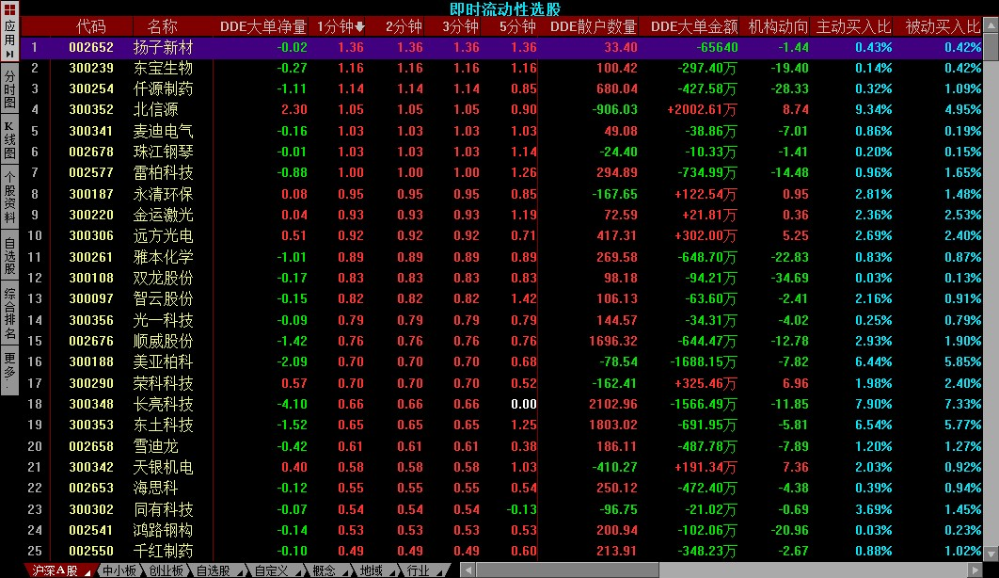 即时流动性选股
代码 名称 DDE大单净量 1分钟 2分钟 3分钟 5分钟 DDE散户数量 DDE大单金额 机构动向 主动买入比 被动买入比
1 002652 扬子新材 -0.02 1.36 1.36 1.36 1.36 33.40 -65640 -1.44 0.43% 0.42%
2 300239 东宝生物 -0.27 1.16 1.16 1.16 1.16 100.42 -297.40万 -19.40 0.14% 0.42%
3 300254 仟源制药 -1.11 1.14 1.14 1.14 0.85 680.04 -427.58万 -28.33 0.32% 1.09%
4 300352 北信源 2.30 1.05 1.05 1.05 0.90 -906.03 +2002.61万 8.74 9.34% 4.95%
5 300341 麦迪电气 -0.16 1.03 1.03 1.03 1.03 49.08 -38.86万 -7.01 0.86% 0.19%
6 002678 珠江钢琴 -0.01 1.03 1.03 1.03 1.14 -24.40 -10.33万 -1.41 0.20% 0.15%
7 002577 雷柏科技 -0.88 1.00 1.00 1.00 1.26 294.89 -734.99万 -14.48 0.96% 1.65%
8 300187 永清环保 0.08 0.95 0.95 0.95 0.85 -167.65 +122.54万 0.95 2.81% 1.48%
9 300220 金运激光 0.04 0.93 0.93 0.93 1.19 72.59 +21.81万 0.36 2.36% 2.53%
10 300306 远方光电 0.51 0.92 0.92 0.92 0.71 417.31 +302.00万 5.25 2.69% 2.40%
11 300261 雅本化学 -1.01 0.89 0.89 0.89 0.89 269.58 -648.70万 -22.83 0.83% 0.87%
12 300108 双龙股份 -0.17 0.83 0.83 0.83 0.83 98.18 -94.21万 -34.69 0.03% 0.13%
13 300097 智云股份 -0.15 0.82 0.82 0.82 1.42 106.13 -63.60万 -2.41 2.16% 0.91%
14 300356 光一科技 -0.09 0.79 0.79 0.79 0.79 144.57 -34.31万 -4.02 0.25% 0.79%
15 002676 顺威股份 -1.42 0.76 0.76 0.76 0.76 1696.32 -644.47万 -12.78 2.93% 1.90%
16 300188 美亚柏科 -2.09 0.70 0.70 0.70 0.68 -78.54 -1688.15万 -7.82 6.44% 5.85%
17 300290 荣科科技 0.57 0.70 0.70 0.70 0.52 -162.41 +325.46万 6.96 1.98% 2.40%
18 300348 长亮科技 -4.10 0.66 0.66 0.66 0.00 2102.96 -1566.49万 -11.85 7.90% 7.33%
19 300353 东土科技 -1.52 0.65 0.65 0.65 1.25 1803.02 -691.95万 -5.81 6.54% 5.77%
20 002658 雪迪龙 -0.42 0.61 0.61 0.61 0.38 186.11 -487.78万 -7.89 1.20% 1.27%
21 300342 天银机电 0.40 0.58 0.58 0.58 1.03 -410.27 +191.34万 7.36 2.03% 0.92%
22 002653 海思科 -0.12 0.55 0.55 0.55 0.54 250.12 -472.40万 -4.38 0.39% 0.94%
23 300302 同有科技 -0.07 0.54 0.54 0.54 -0.13 -96.75 -21.02万 -0.69 3.69% 1.45%
24 002541 鸿路钢构 -0.14 0.53 0.53 0.53 0.53 200.94 -102.06万 -20.96 0.03% 0.23%
25 002550 千红制药 -0.10 0.49 0.49 0.49 0.60 213.91 -348.23万 -2.67 0.88% 1.02%
应用
分时图
K线图
个股资料
自选股
综合排名
更多
沪深A股 中小板 创业板 自选股 自定义 概念 地域 行业